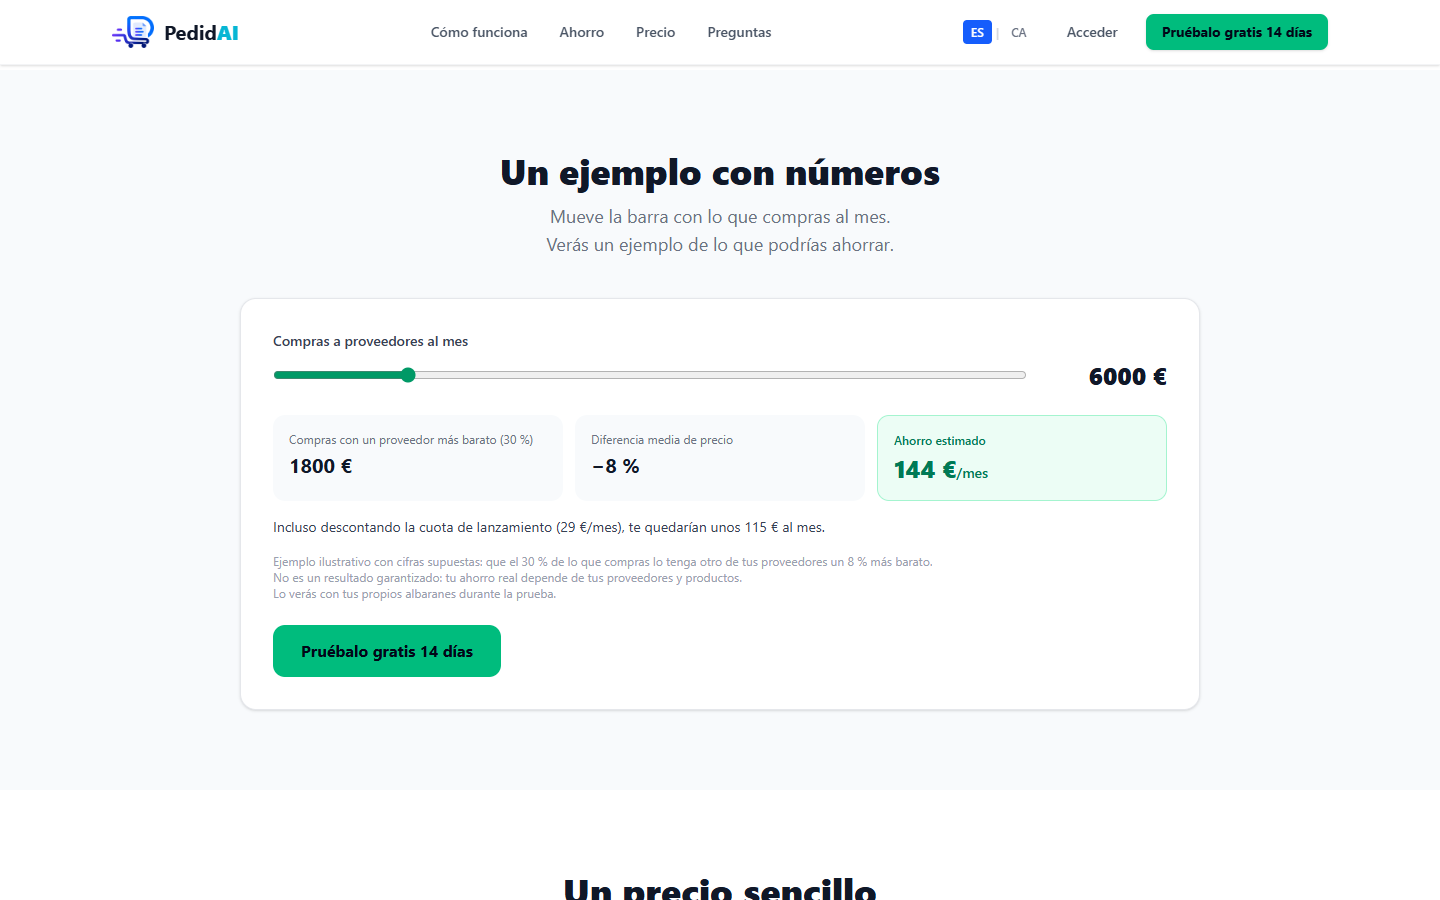 PedidAI
Cómo funciona
Ahorro
Precio
Preguntas
ES | CA
Acceder
Pruébalo gratis 14 días
Un ejemplo con números
Mueve la barra con lo que compras al mes.
Verás un ejemplo de lo que podrías ahorrar.
Compras a proveedores al mes
6000 €
Compras con un proveedor más barato (30 %)
1800 €
Diferencia media de precio
−8 %
Ahorro estimado
144 €/mes
Incluso descontando la cuota de lanzamiento (29 €/mes), te quedarían unos 115 € al mes.
Ejemplo ilustrativo con cifras supuestas: que el 30 % de lo que compras lo tenga otro de tus proveedores un 8 % más barato.
No es un resultado garantizado: tu ahorro real depende de tus proveedores y productos.
Lo verás con tus propios albaranes durante la prueba.
Pruébalo gratis 14 días
Un precio sencillo